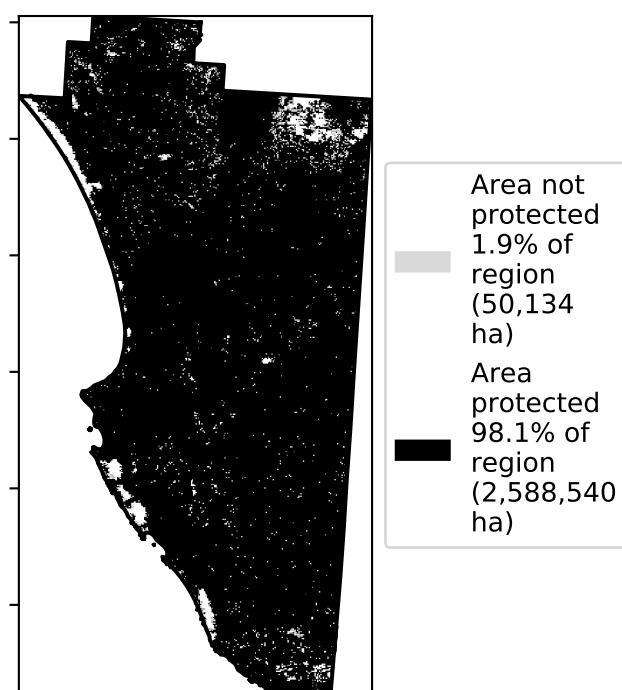 Area not
protected
1.9% of
region
(50,134
ha)
Area
protected
98.1% of
region
(2,588,540
ha)